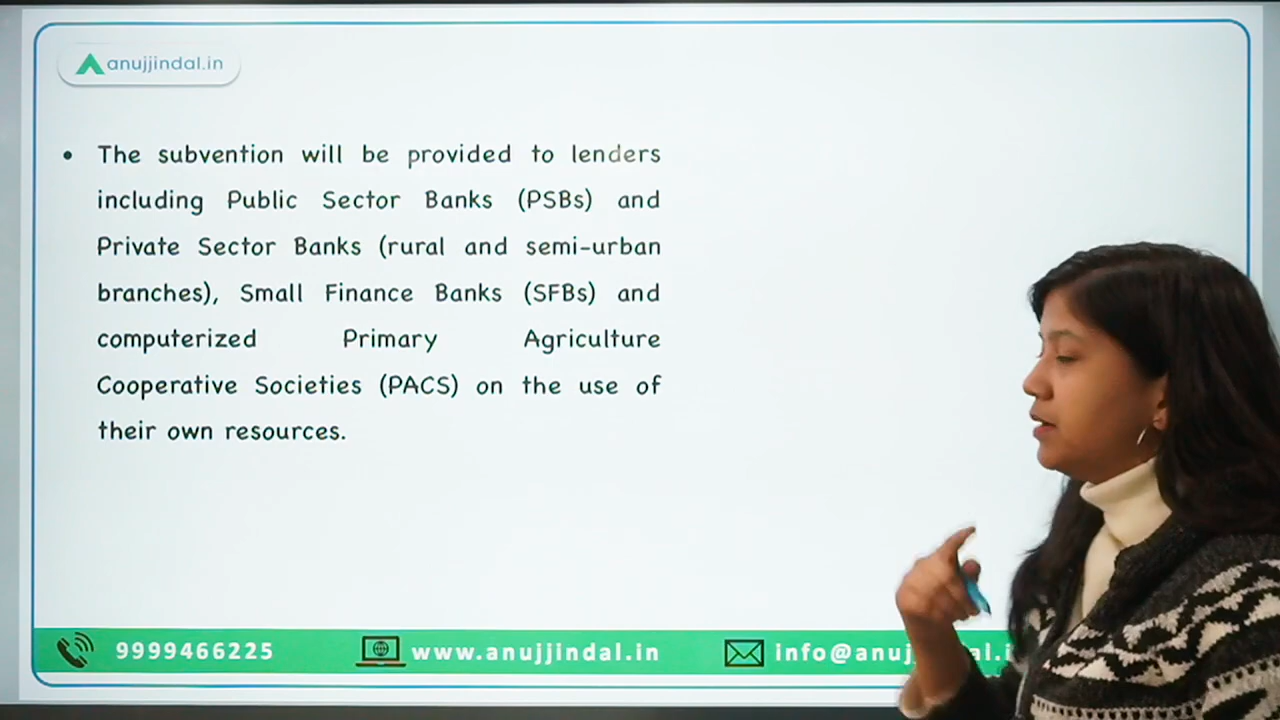 anujjindal.in
• The subvention will be provided to lenders
including Public Sector Banks (PSBs) and
Private Sector Banks (rural and semi-urban
branches), Small Finance Banks (SFBs) and
computerized Primary Agriculture
Cooperative Societies (PACS) on the use of
their own resources.
9999466225
www.anujjindal.in
info@anujjindal.i